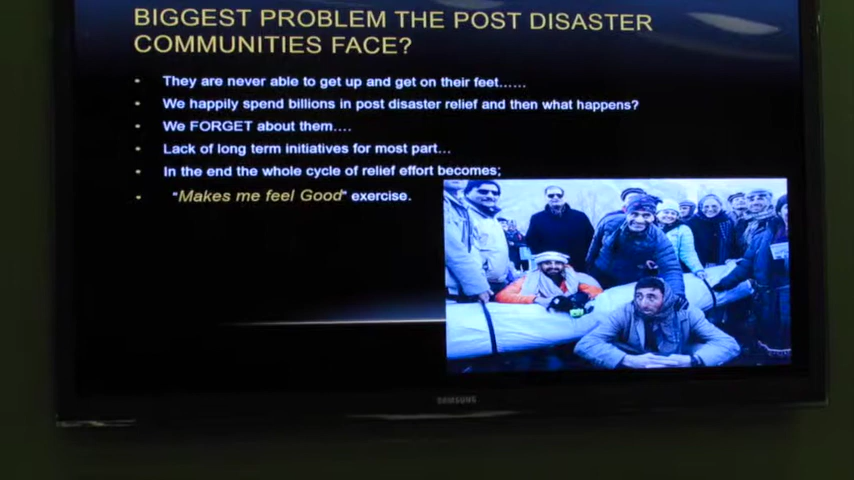 BIGGEST PROBLEM THE POST DISASTER
COMMUNITIES FACE?
• They are never able to get up and get on their feet……
• We happily spend billions in post disaster relief and then what happens?
• We FORGET about them….
• Lack of long term initiatives for most part…
• In the end the whole cycle of relief effort becomes;
• "Makes me feel Good" exercise.
SAMSUNG